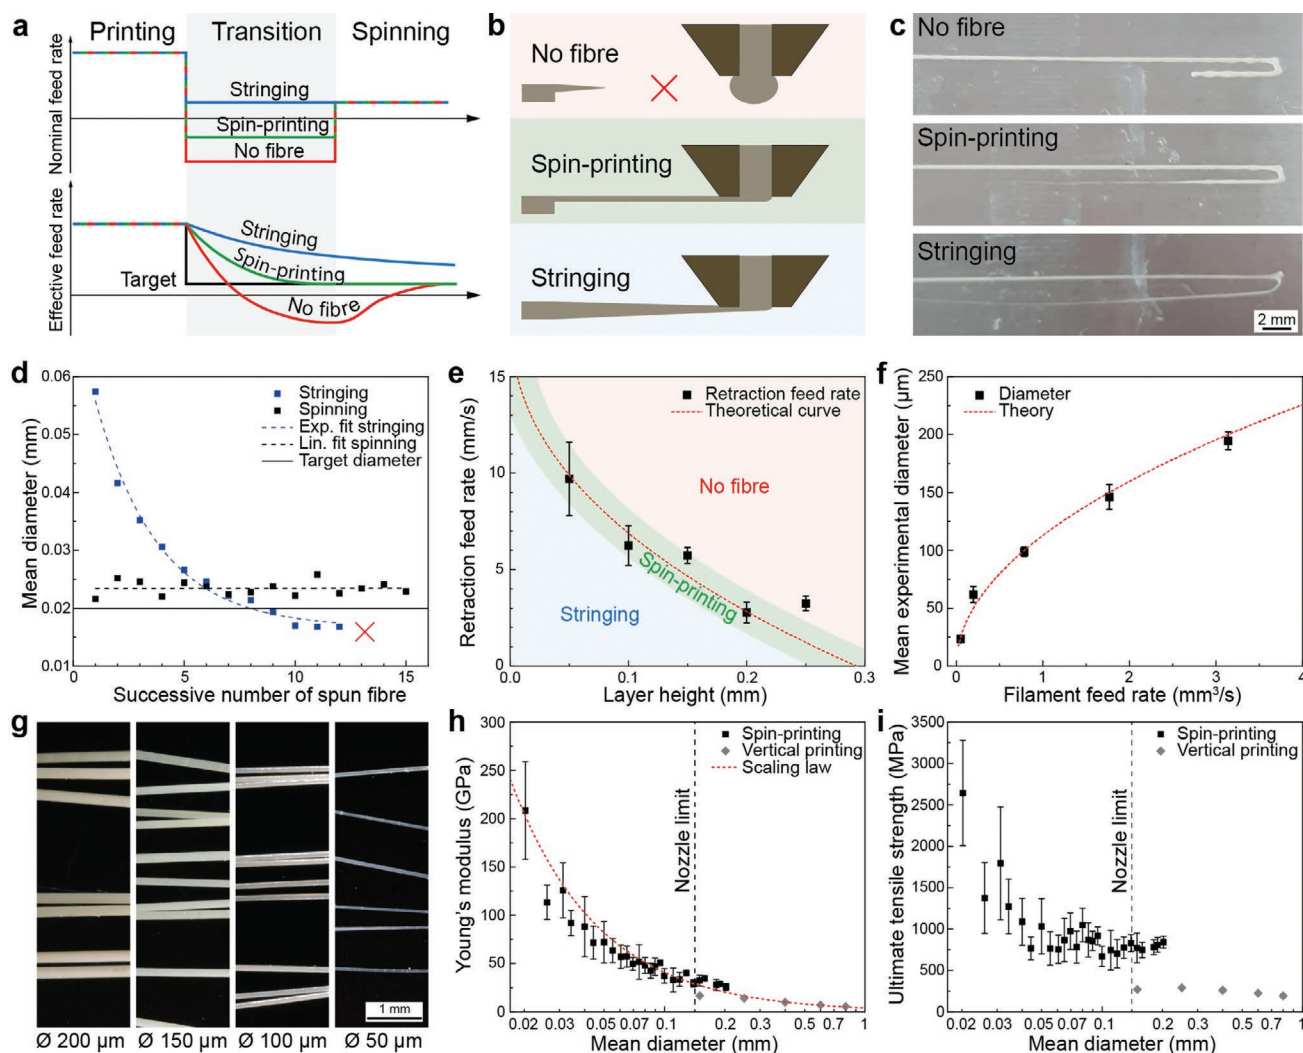 a
Printing
Transition
Spinning
Nominal feed rate
Stringing
Spin-printing
No fibre
Effective feed rate
Stringing
Spin-printing
Target
No fibre
b
No fibre
Spin-printing
Stringing
c
No fibre
Spin-printing
Stringing
2 mm
d
0.06
0.05
0.04
0.03
0.02
0.01
Mean diameter (mm)
Stringing
Spinning
Exp. fit stringing
Lin. fit spinning
Target diameter
0 5 10 15
Successive number of spun fibre
e
15
10
5
0
Retraction feed rate (mm/s)
Retraction feed rate
Theoretical curve
No fibre
Spin-printing
Stringing
0.0 0.1 0.2 0.3
Layer height (mm)
f
250
200
150
100
50
0
Mean experimental diameter (µm)
Diameter
Theory
0 1 2 3 4
Filament feed rate (mm³/s)
g
1 mm
Ø 200 µm Ø 150 µm Ø 100 µm Ø 50 µm
h
300
250
200
150
100
50
0
Young's modulus (GPa)
Spin-printing
Vertical printing
Scaling law
Nozzle limit
0.02 0.03 0.05 0.07 0.1 0.2 0.3 0.5 0.7 1
Mean diameter (mm)
i
3500
3000
2500
2000
1500
1000
500
0
Ultimate tensile strength (MPa)
Spin-printing
Vertical printing
Nozzle limit
0.02 0.03 0.05 0.07 0.1 0.2 0.3 0.5 0.7 1
Mean diameter (mm)